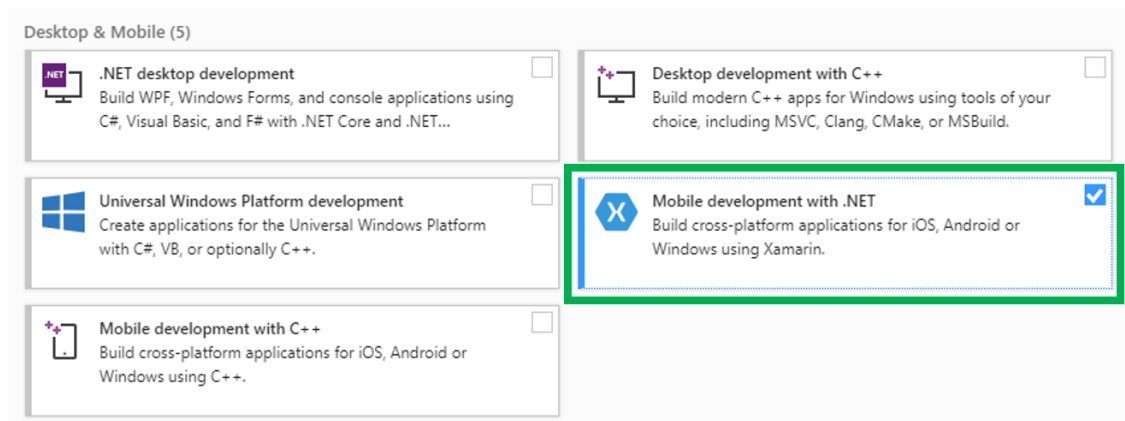 Desktop & Mobile (5)
.NET
.NET desktop development
Build WPF, Windows Forms, and console applications using
C#, Visual Basic, and F# with .NET Core and .NET...
Desktop development with C++
Build modern C++ apps for Windows using tools of your
choice, including MSVC, Clang, CMake, or MSBuild.
Universal Windows Platform development
Create applications for the Universal Windows Platform
with C#, VB, or optionally C++.
Mobile development with .NET
Build cross-platform applications for iOS, Android or
Windows using Xamarin.
Mobile development with C++
Build cross-platform applications for iOS, Android or
Windows using C++.